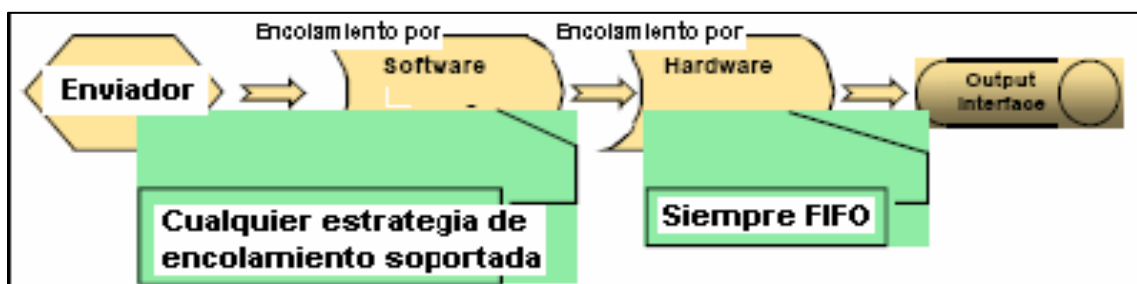 Encolamiento por
Encolamiento por
Enviador
Software
Hardware
Output
Interface
Cualquier estrategia de
encolamiento soportada
Siempre FIFO